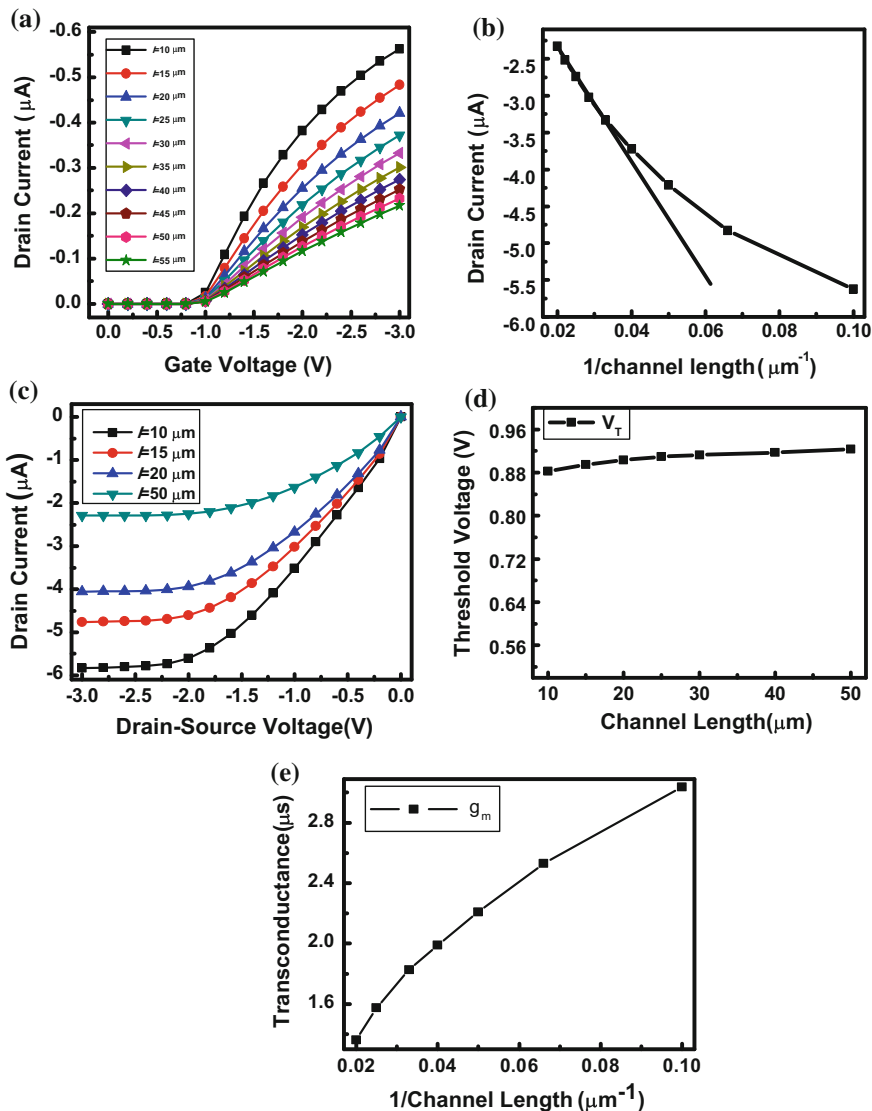 (a)
-0.6
-0.5
-0.4
-0.3
-0.2
-0.1
0.0
Drain Current (μA)
l=10 μm
l=15 μm
l=20 μm
l=25 μm
l=30 μm
l=35 μm
l=40 μm
l=45 μm
l=50 μm
l=55 μm
0.0 -0.5 -1.0 -1.5 -2.0 -2.5 -3.0
Gate Voltage (V)
(b)
-2.5
-3.0
-3.5
-4.0
-4.5
-5.0
-5.5
-6.0
Drain Current (μA)
0.02 0.04 0.06 0.08 0.10
1/channel length(μm⁻¹)
(c)
0
-1
-2
-3
-4
-5
-6
Drain Current (μA)
l=10 μm
l=15 μm
l=20 μm
l=50 μm
-3.0 -2.5 -2.0 -1.5 -1.0 -0.5 0.0
Drain-Source Voltage(V)
(d)
0.96
0.88
0.80
0.72
0.64
0.56
Threshold Voltage (V)
V_T
10 20 30 40 50
Channel Length(μm)
(e)
2.8
2.4
2.0
1.6
Transconductance(μs)
g_m
0.02 0.04 0.06 0.08 0.10
1/Channel Length (μm⁻¹)